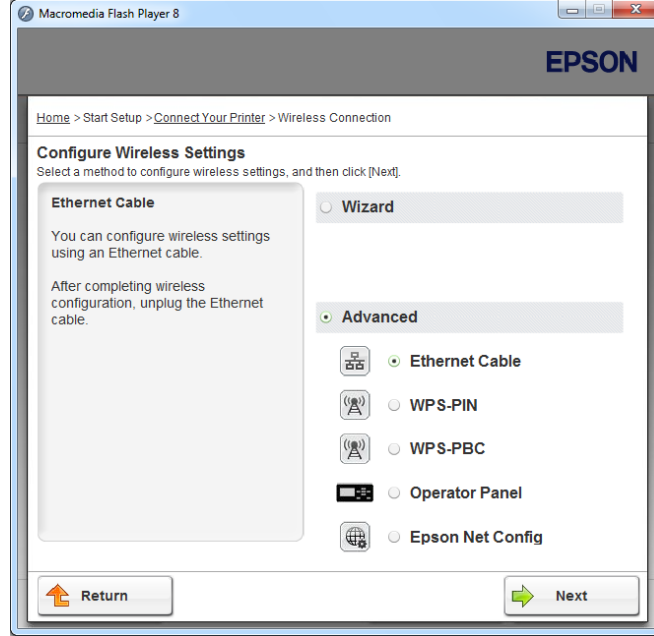 Macromedia Flash Player 8
EPSON
Home > Start Setup > Connect Your Printer > Wireless Connection
Configure Wireless Settings
Select a method to configure wireless settings, and then click [Next].
Ethernet Cable
You can configure wireless settings
using an Ethernet cable.
After completing wireless
configuration, unplug the Ethernet
cable.
Wizard
Advanced
Ethernet Cable
WPS-PIN
WPS-PBC
Operator Panel
Epson Net Config
Return
Next